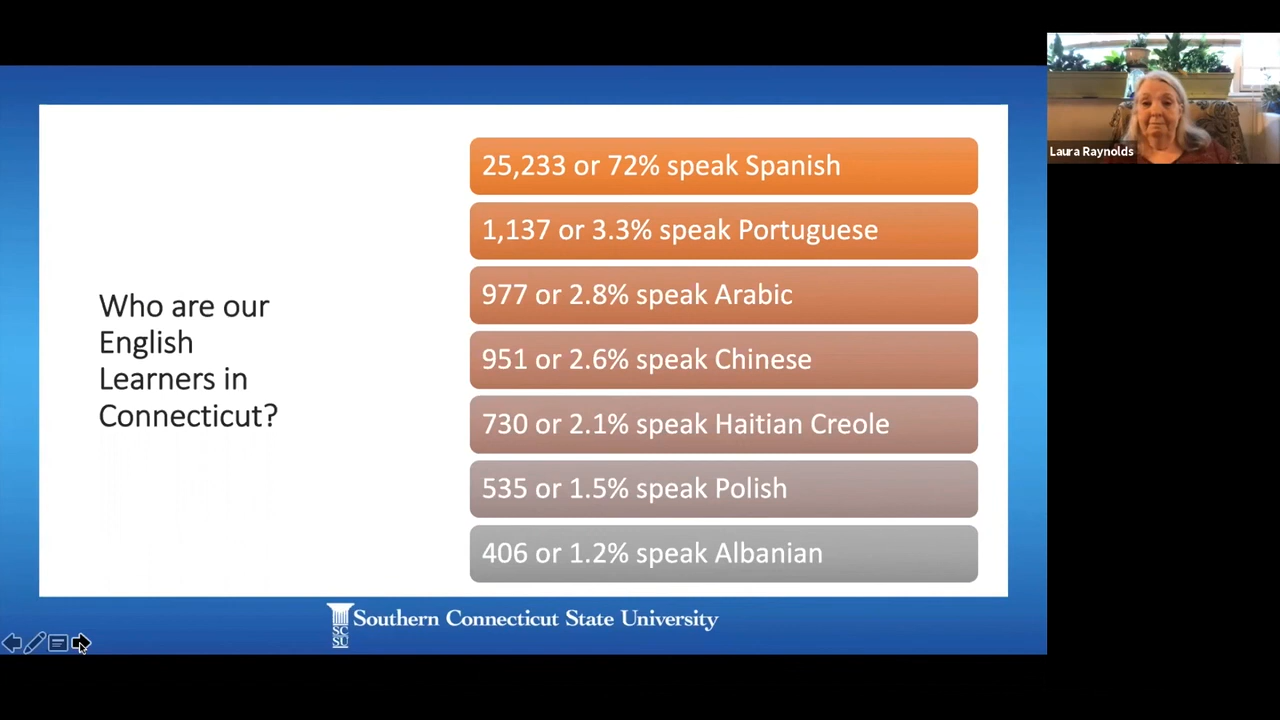 Who are our
English
Learners in
Connecticut?
25,233 or 72% speak Spanish
1,137 or 3.3% speak Portuguese
977 or 2.8% speak Arabic
951 or 2.6% speak Chinese
730 or 2.1% speak Haitian Creole
535 or 1.5% speak Polish
406 or 1.2% speak Albanian
SC
SU
Southern Connecticut State University
Laura Raynolds